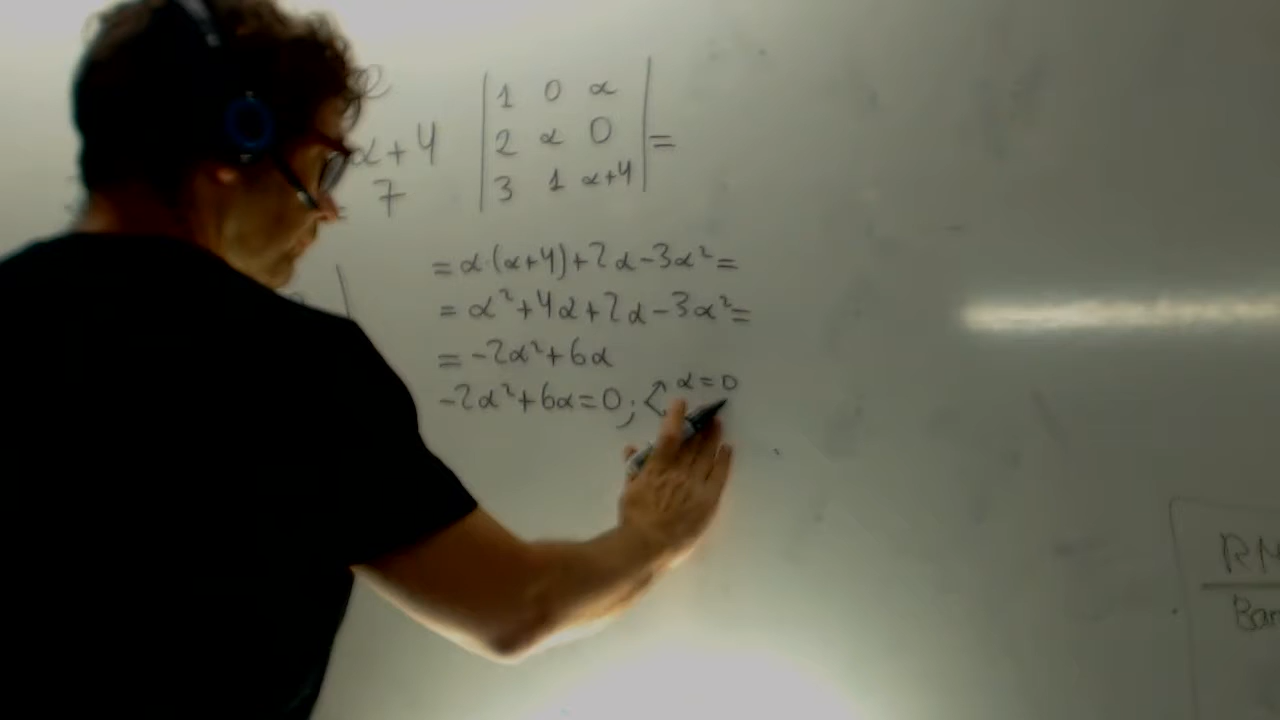 α+4
7
| 1 0 α |
| 2 α 0 | =
| 3 1 α+4 |
= α·(α+4)+2α-3α²=
= α²+4α+2α-3α²=
= -2α²+6α
-2α²+6α=0; < α=0